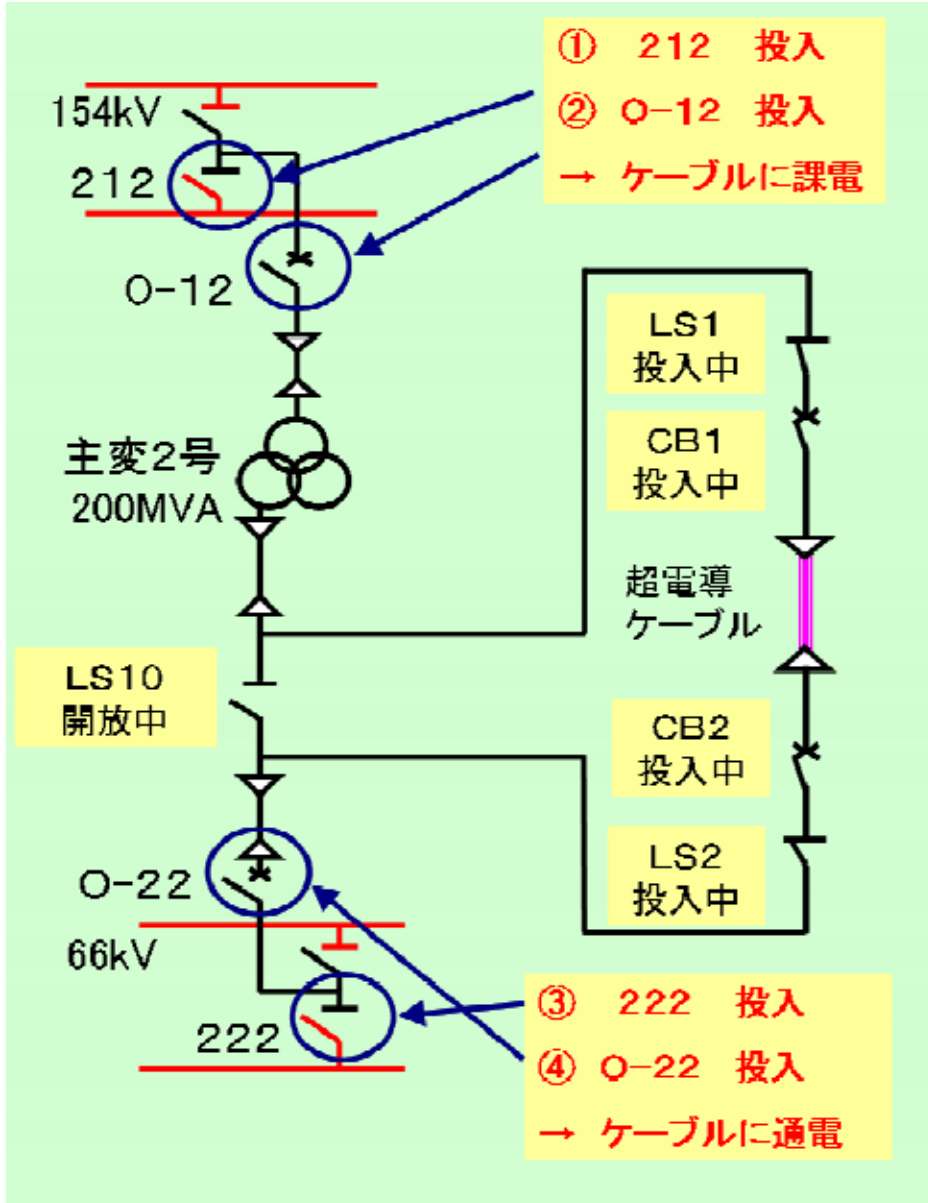 ① 212 投入
② O-12 投入
→ ケーブルに課電
154kV
212
O-12
主変2号
200MVA
LS1
投入中
CB1
投入中
超電導
ケーブル
LS10
開放中
CB2
投入中
LS2
投入中
O-22
66kV
222
③ 222 投入
④ O-22 投入
→ ケーブルに通電